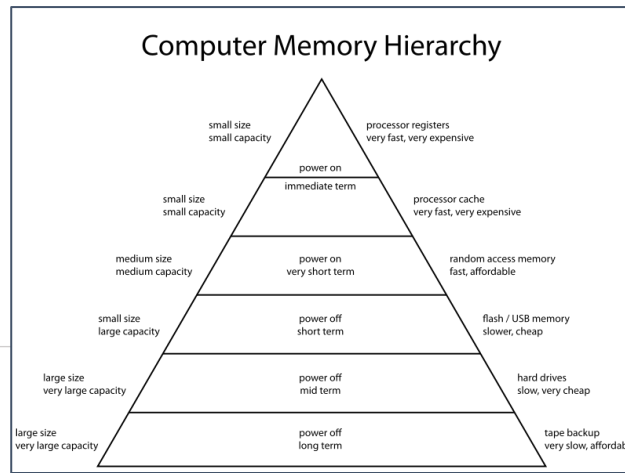 Computer Memory Hierarchy
small size
small capacity
processor registers
very fast, very expensive
power on
immediate term
small size
small capacity
processor cache
very fast, very expensive
medium size
medium capacity
power on
very short term
random access memory
fast, affordable
small size
large capacity
power off
short term
flash / USB memory
slower, cheap
large size
very large capacity
power off
mid term
hard drives
slow, very cheap
large size
very large capacity
power off
long term
tape backup
very slow,